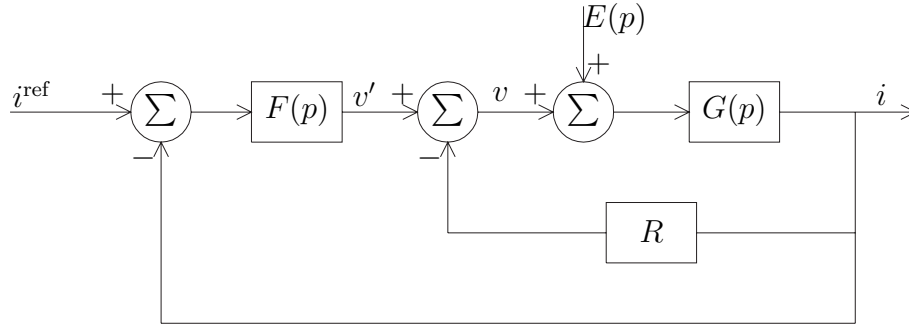 E(p)
+
i^ref + Σ F(p) v′ + Σ v + Σ G(p) i
− −
R